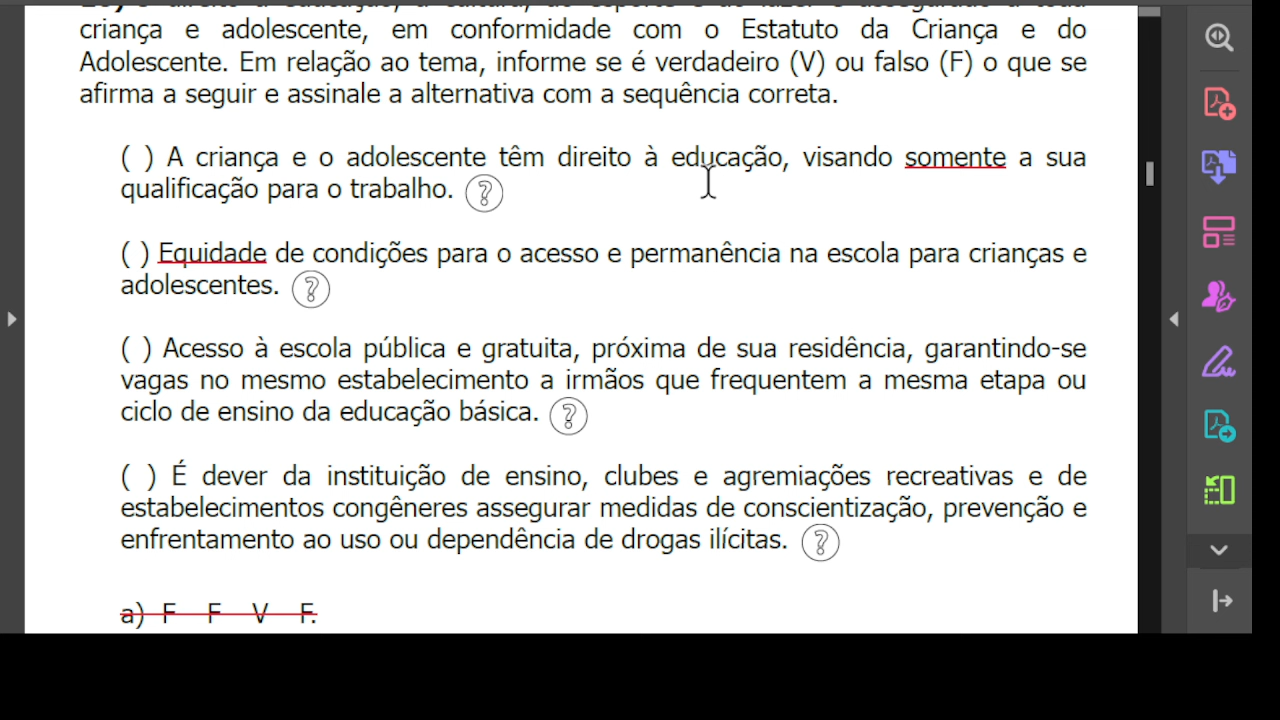 criança e adolescente, em conformidade com o Estatuto da Criança e do
Adolescente. Em relação ao tema, informe se é verdadeiro (V) ou falso (F) o que se
afirma a seguir e assinale a alternativa com a sequência correta.
( ) A criança e o adolescente têm direito à educação, visando somente a sua
qualificação para o trabalho. ?
( ) Equidade de condições para o acesso e permanência na escola para crianças e
adolescentes. ?
( ) Acesso à escola pública e gratuita, próxima de sua residência, garantindo-se
vagas no mesmo estabelecimento a irmãos que frequentem a mesma etapa ou
ciclo de ensino da educação básica. ?
( ) É dever da instituição de ensino, clubes e agremiações recreativas e de
estabelecimentos congêneres assegurar medidas de conscientização, prevenção e
enfrentamento ao uso ou dependência de drogas ilícitas. ?
a) F F V F.